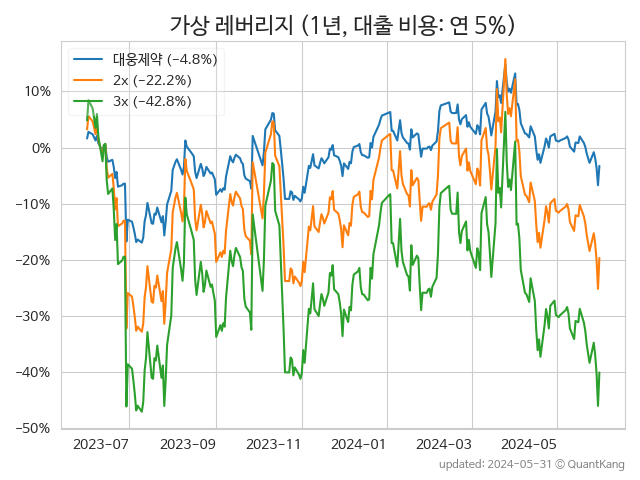 가상 레버리지 (1년, 대출 비용: 연 5%)
대웅제약 (−4.8%)
2x (−22.2%)
3x (−42.8%)
10%
0%
−10%
−20%
−30%
−40%
−50%
2023-07 2023-09 2023-11 2024-01 2024-03 2024-05
updated: 2024-05-31 © QuantKang